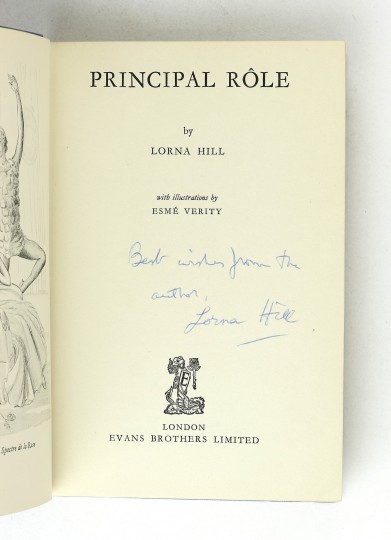 PRINCIPAL RÔLE
by
LORNA HILL
with illustrations by
ESMÉ VERITY
Best wishes from the
author,
Lorna Hill.
LONDON
EVANS BROTHERS LIMITED
Spectre de la Rose